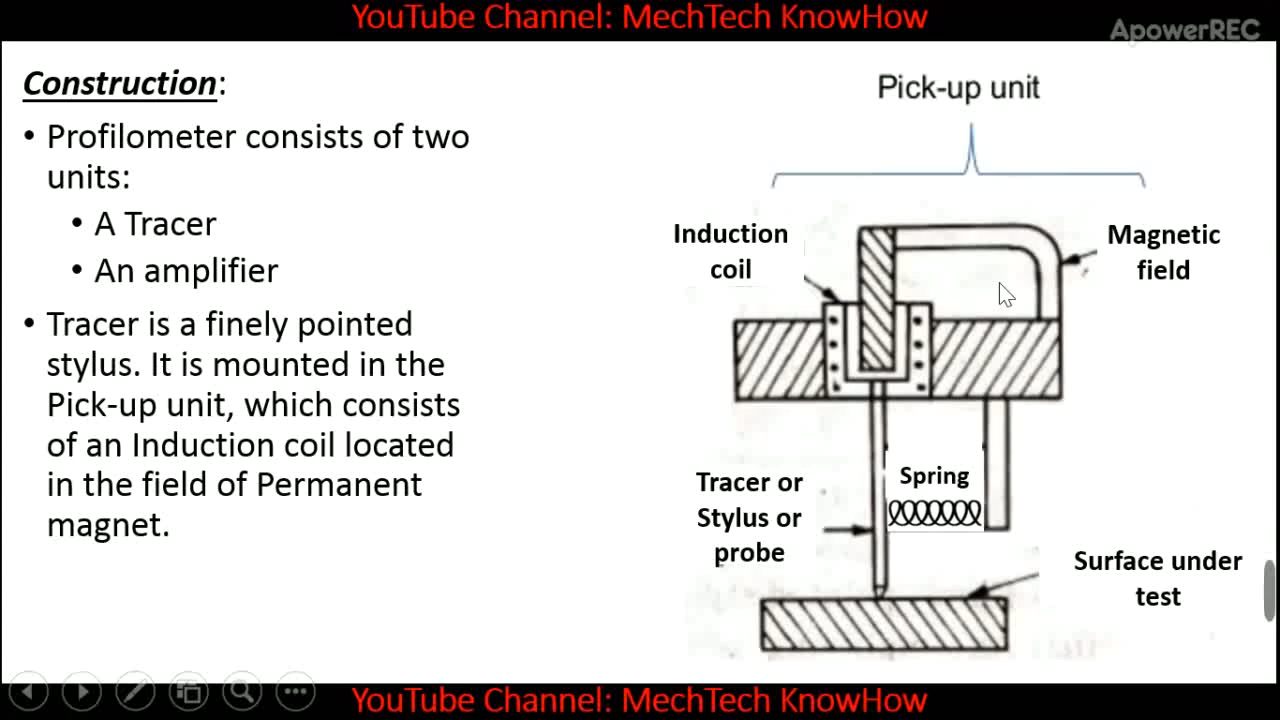 YouTube Channel: MechTech KnowHow
ApowerREC
Construction:
• Profilometer consists of two
units:
• A Tracer
• An amplifier
• Tracer is a finely pointed
stylus. It is mounted in the
Pick-up unit, which consists
of an Induction coil located
in the field of Permanent
magnet.
Pick-up unit
Induction
coil
Magnetic
field
Tracer or
Stylus or
probe
Spring
Surface under
test
YouTube Channel: MechTech KnowHow